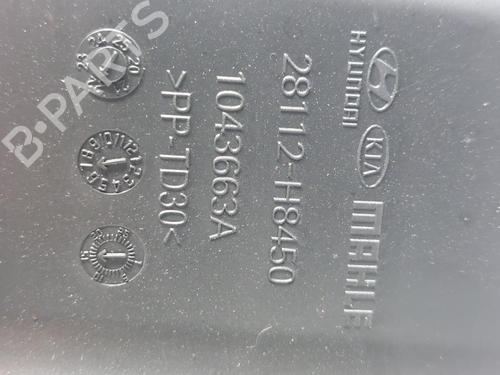 HYUNDAI
KIA
MAHLE
28112-H8450
1043663A
>PP-TD30<
B-PARTS